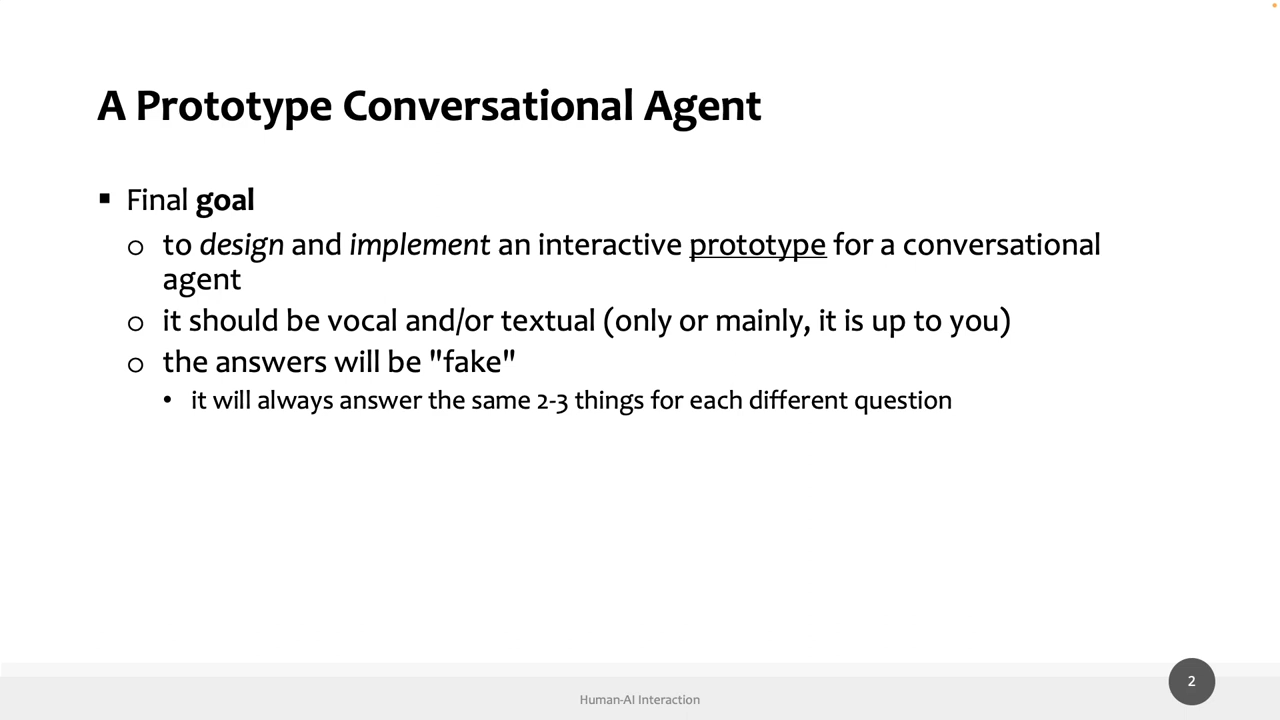 A Prototype Conversational Agent
▪ Final goal
o to design and implement an interactive prototype for a conversational
agent
o it should be vocal and/or textual (only or mainly, it is up to you)
o the answers will be "fake"
• it will always answer the same 2-3 things for each different question
Human-AI Interaction
2